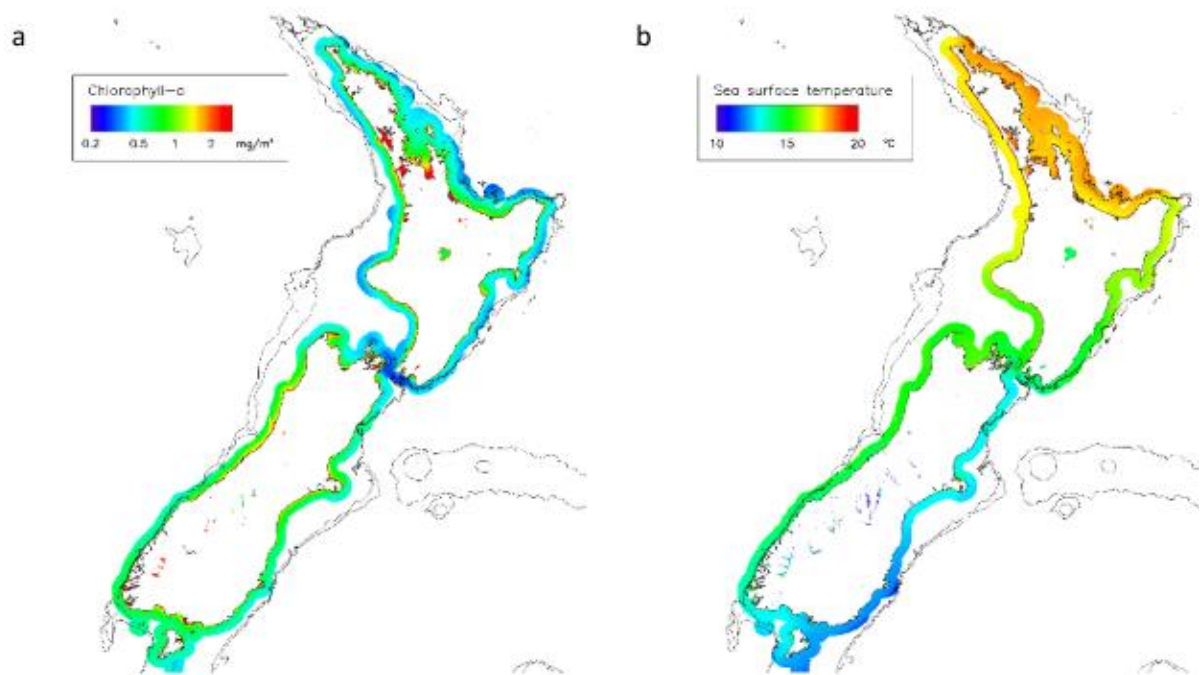 a
Chlorophyll-a
0.2 0.5 1 2 mg/m³
b
Sea surface temperature
10 15 20 °C